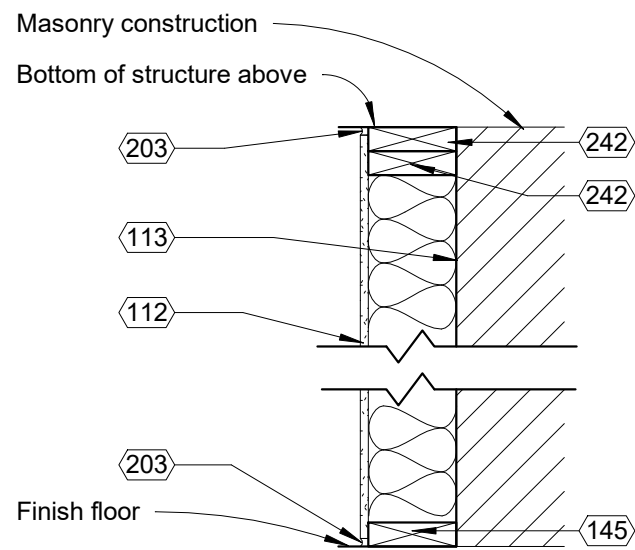 Masonry construction
Bottom of structure above
203
242
242
113
112
203
Finish floor
145